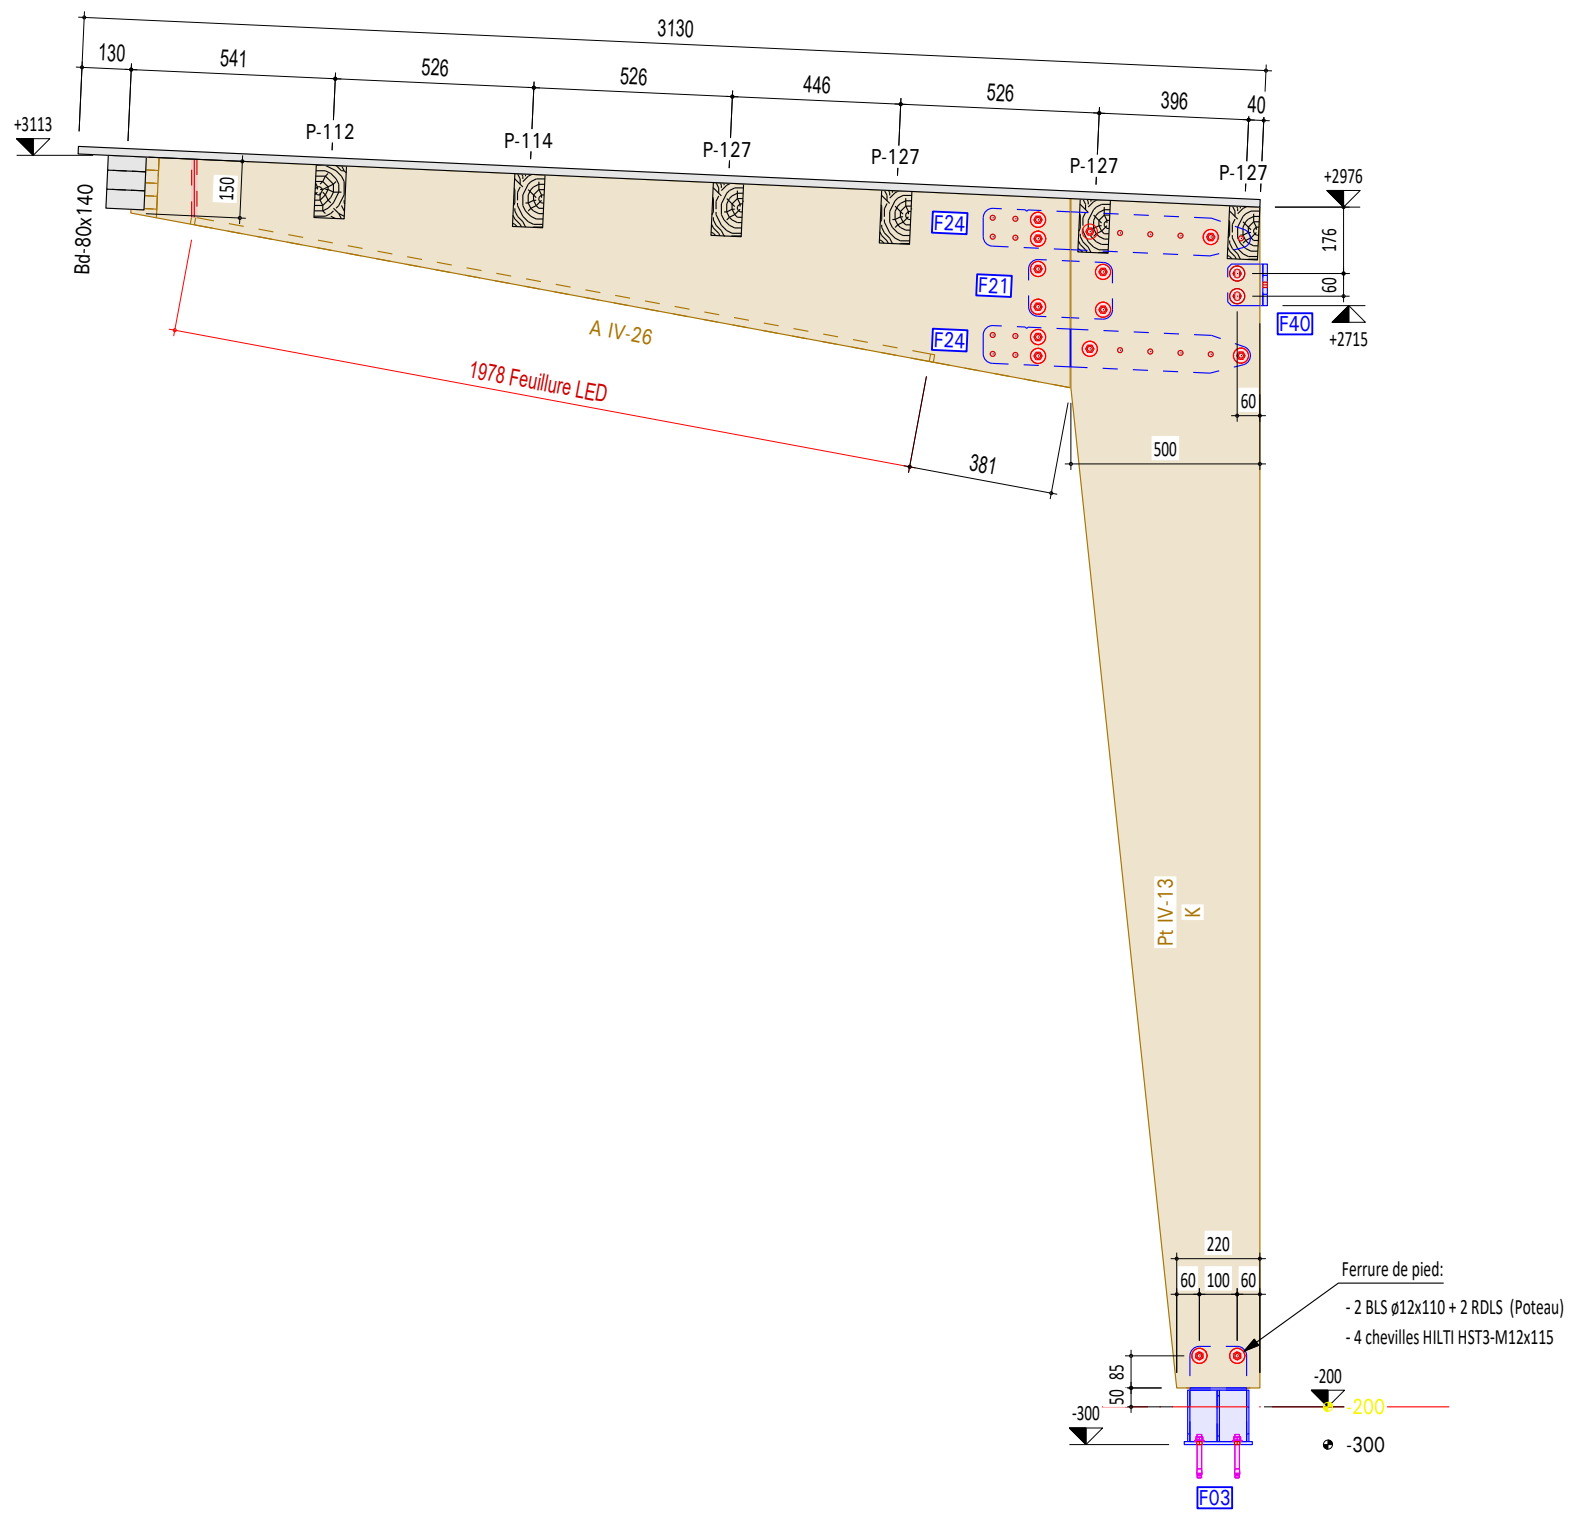 3130
130
541
526
526
446
526
396
40
+3113
P-112
P-114
P-127
P-127
P-127
P-127
+2976
Bd-80x140
150
F24
176
F21
60
F40
+2715
F24
A IV-26
1978 Feuillure LED
60
381
500
Pt IV-13
K
220
60
100
60
Ferrure de pied:
- 2 BLS ø12x110 + 2 RDLS (Poteau)
- 4 chevilles HILTI HST3-M12x115
85
50
-200
-200
-300
-300
F03